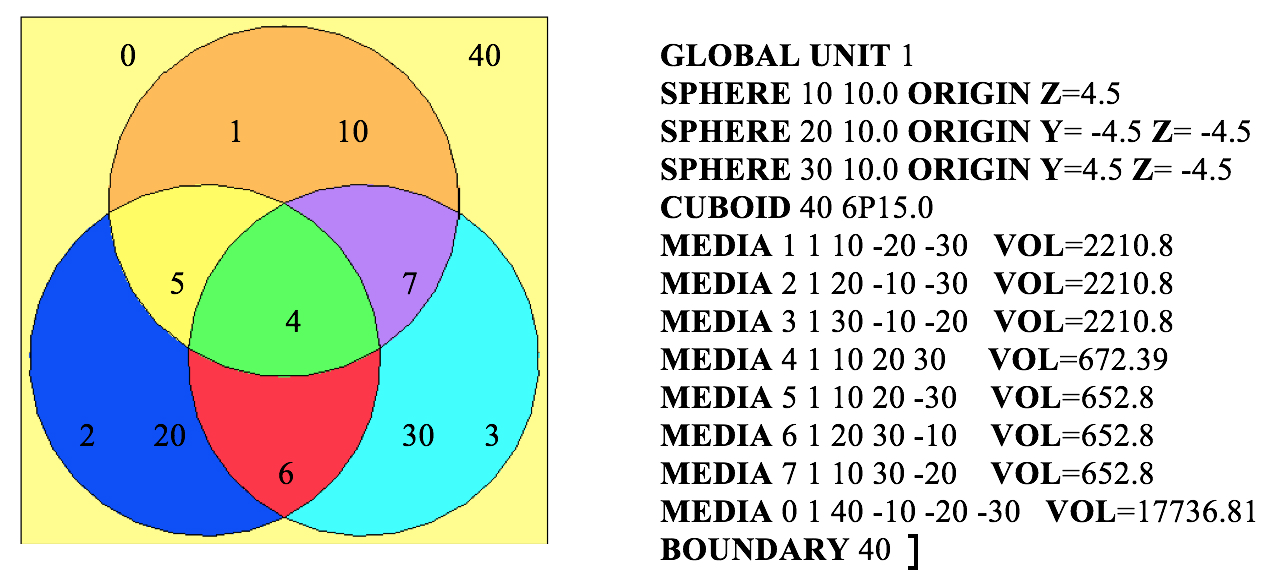 0 40
1 10
5 7
4
2 20 30 3
6
GLOBAL UNIT 1
SPHERE 10 10.0 ORIGIN Z=4.5
SPHERE 20 10.0 ORIGIN Y= -4.5 Z= -4.5
SPHERE 30 10.0 ORIGIN Y=4.5 Z= -4.5
CUBOID 40 6P15.0
MEDIA 1 1 10 -20 -30 VOL=2210.8
MEDIA 2 1 20 -10 -30 VOL=2210.8
MEDIA 3 1 30 -10 -20 VOL=2210.8
MEDIA 4 1 10 20 30 VOL=672.39
MEDIA 5 1 10 20 -30 VOL=652.8
MEDIA 6 1 20 30 -10 VOL=652.8
MEDIA 7 1 10 30 -20 VOL=652.8
MEDIA 0 1 40 -10 -20 -30 VOL=17736.81
BOUNDARY 40 ]